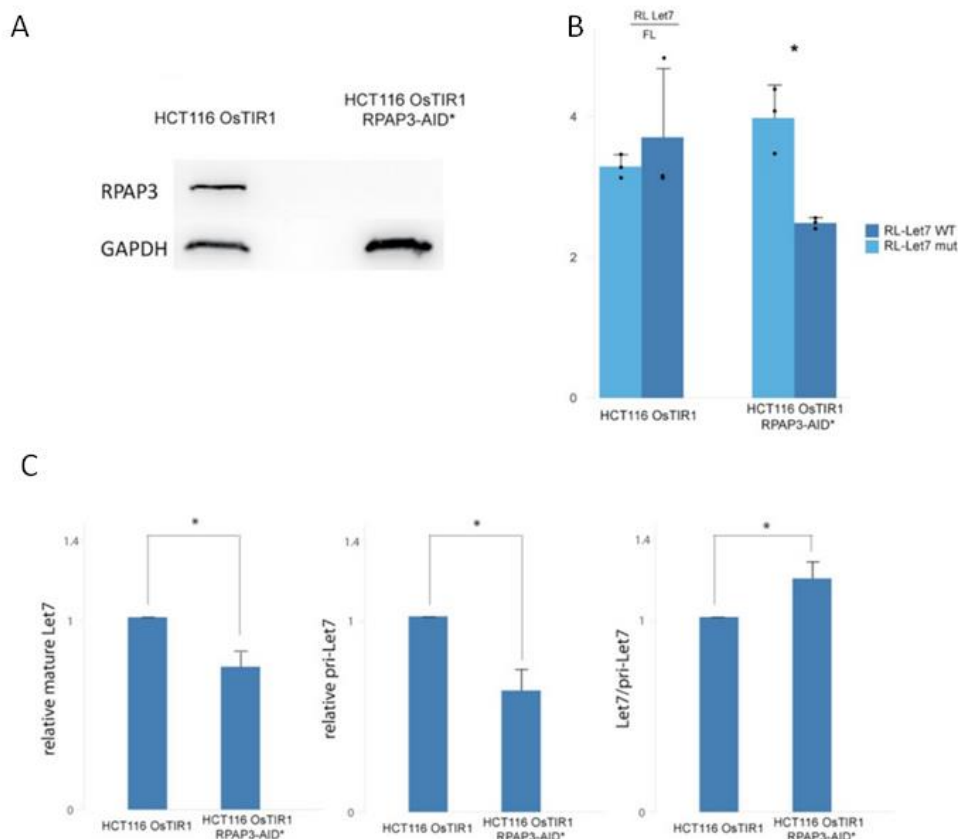 A
HCT116 OsTIR1
HCT116 OsTIR1
RPAP3-AID*
RPAP3
GAPDH
B
RL Let7
FL
*
4
2
0
RL-Let7 WT
RL-Let7 mut
HCT116 OsTIR1
HCT116 OsTIR1
RPAP3-AID*
C
relative mature Let7
1.4
1
0
*
HCT116 OsTIR1
HCT116 OsTIR1
RPAP3-AID*
relative pri-Let7
1.4
1
0
*
HCT116 OsTIR1
HCT116 OsTIR1
RPAP3-AID*
Let7/pri-Let7
1.4
1
0
*
HCT116 OsTIR1
HCT116 OsTIR1
RPAP3-AID*